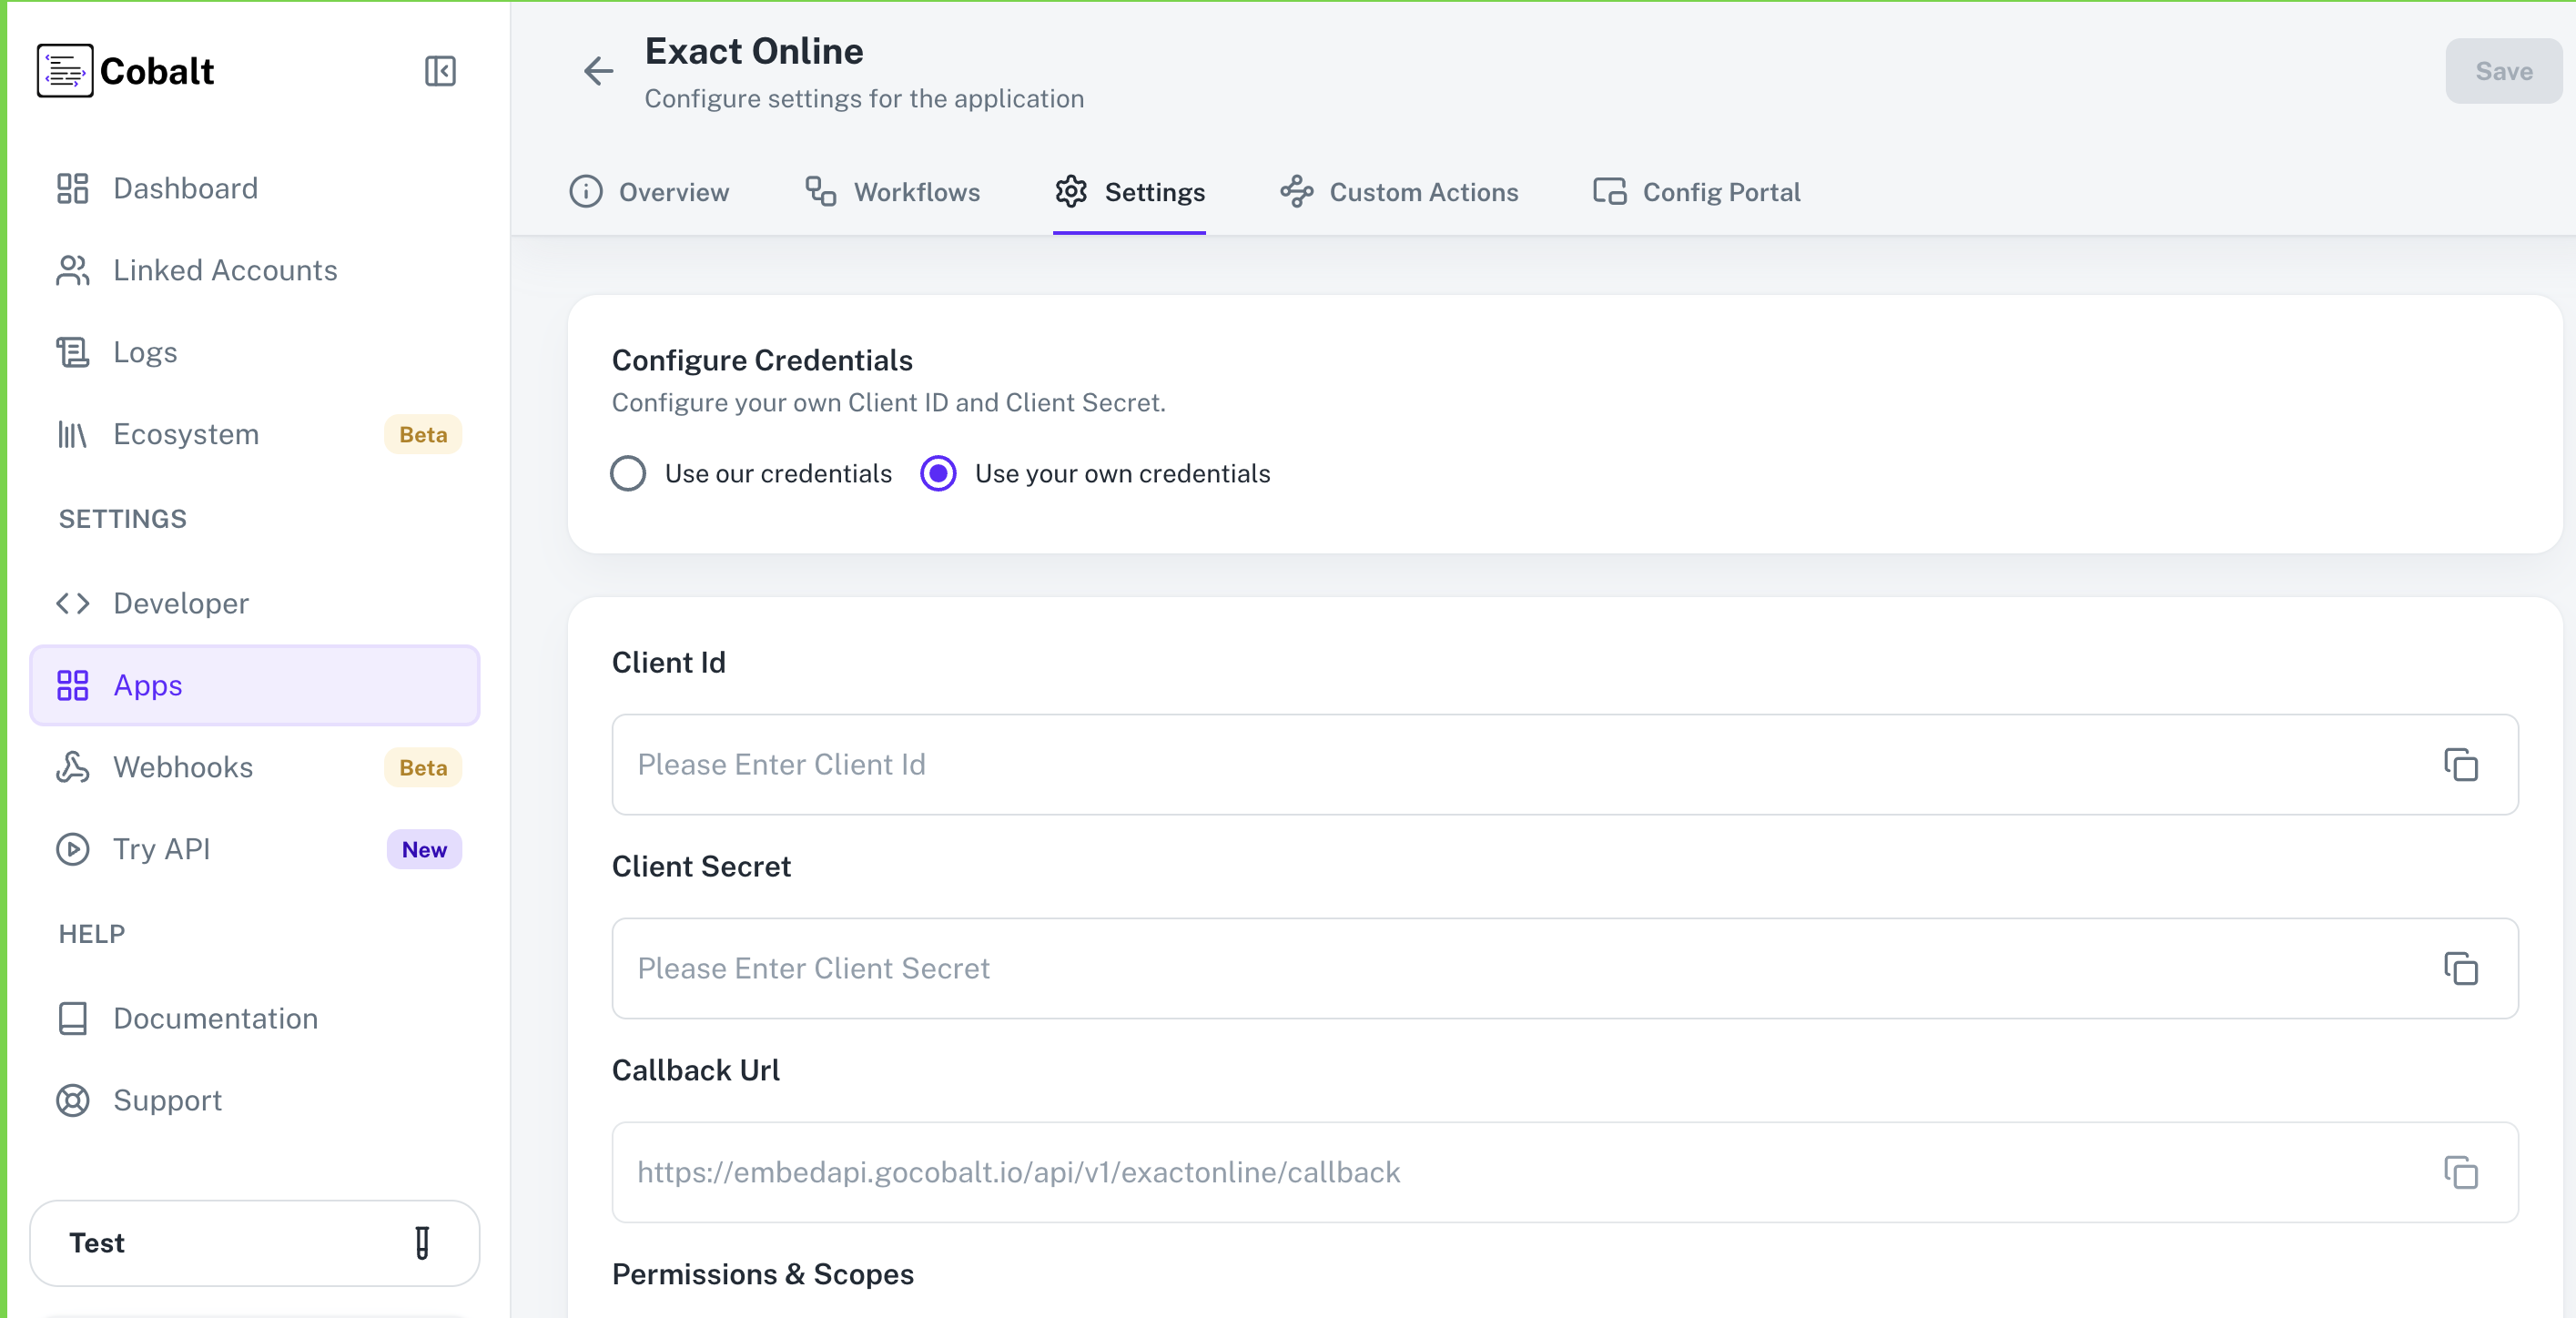 Cobalt
Dashboard
Linked Accounts
Logs
Ecosystem Beta
SETTINGS
Developer
Apps
Webhooks Beta
Try API New
HELP
Documentation
Support
Test
Exact Online
Configure settings for the application
Save
Overview Workflows Settings Custom Actions Config Portal
Configure Credentials
Configure your own Client ID and Client Secret.
Use our credentials Use your own credentials
Client Id
Please Enter Client Id
Client Secret
Please Enter Client Secret
Callback Url
https://embedapi.gocobalt.io/api/v1/exactonline/callback
Permissions & Scopes